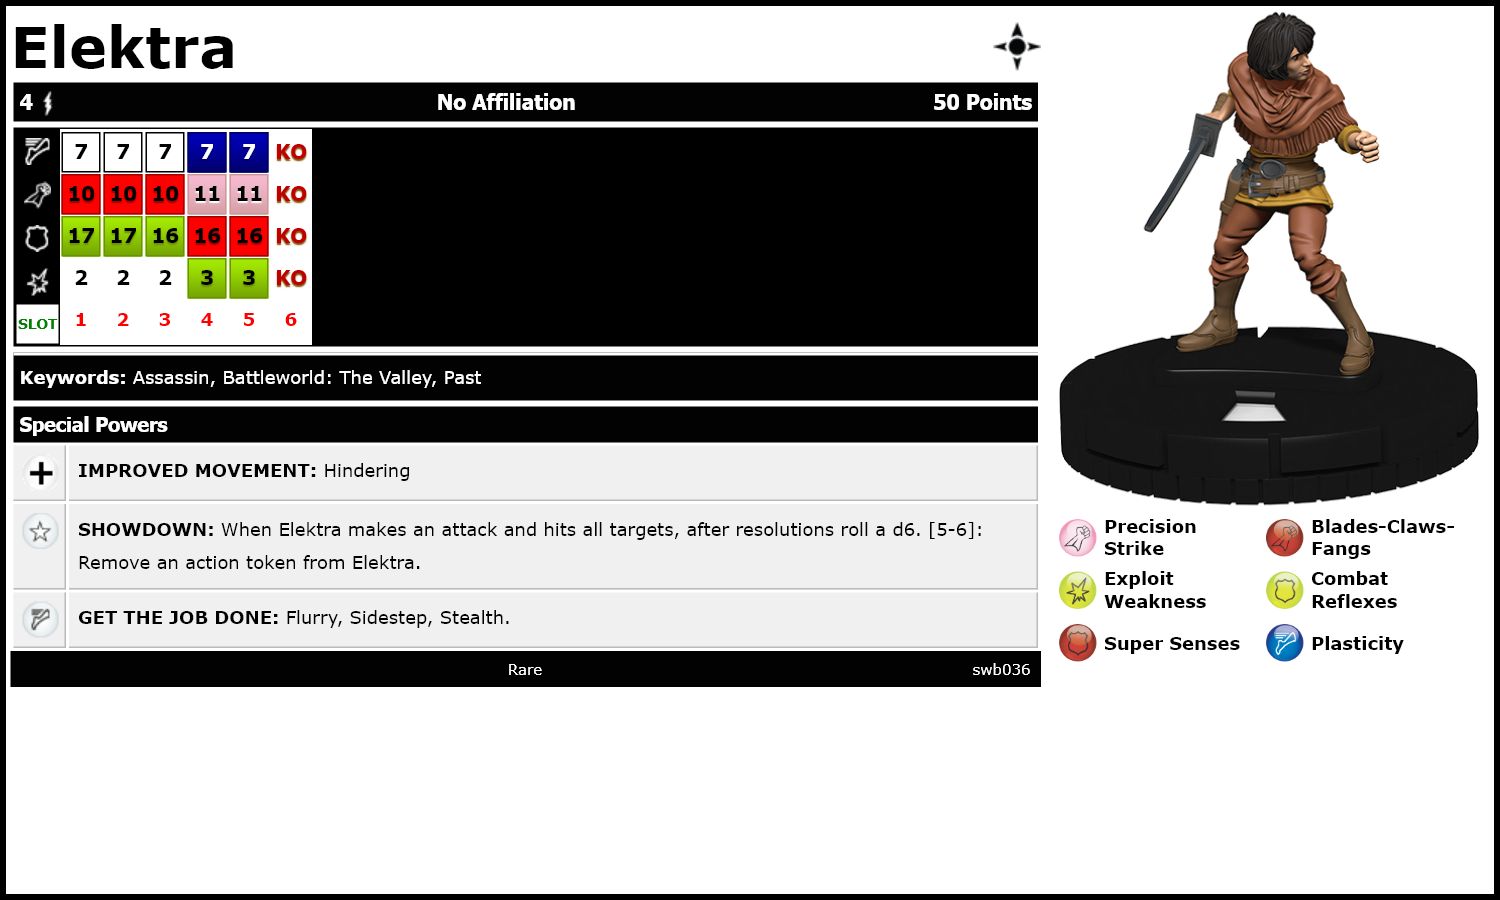 Elektra
4 No Affiliation 50 Points
7 7 7 7 7 KO
10 10 10 11 11 KO
17 17 16 16 16 KO
2 2 2 3 3 KO
SLOT 1 2 3 4 5 6
Keywords: Assassin, Battleworld: The Valley, Past
Special Powers
IMPROVED MOVEMENT: Hindering
SHOWDOWN: When Elektra makes an attack and hits all targets, after resolutions roll a d6. [5-6]:
Remove an action token from Elektra.
GET THE JOB DONE: Flurry, Sidestep, Stealth.
Rare swb036
Precision
Strike
Blades-Claws-
Fangs
Exploit
Weakness
Combat
Reflexes
Super Senses
Plasticity